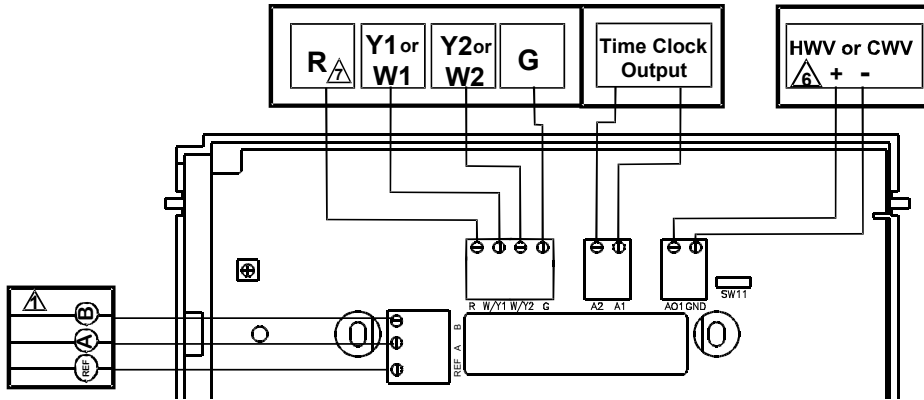 R 7
Y1 or
W1
Y2 or
W2
G
Time Clock
Output
HWV or CWV
6 + -
R W/Y1 W/Y2 G
A2 A1
AO1 GND
SW11
1
B
A
REF
B
A
REF